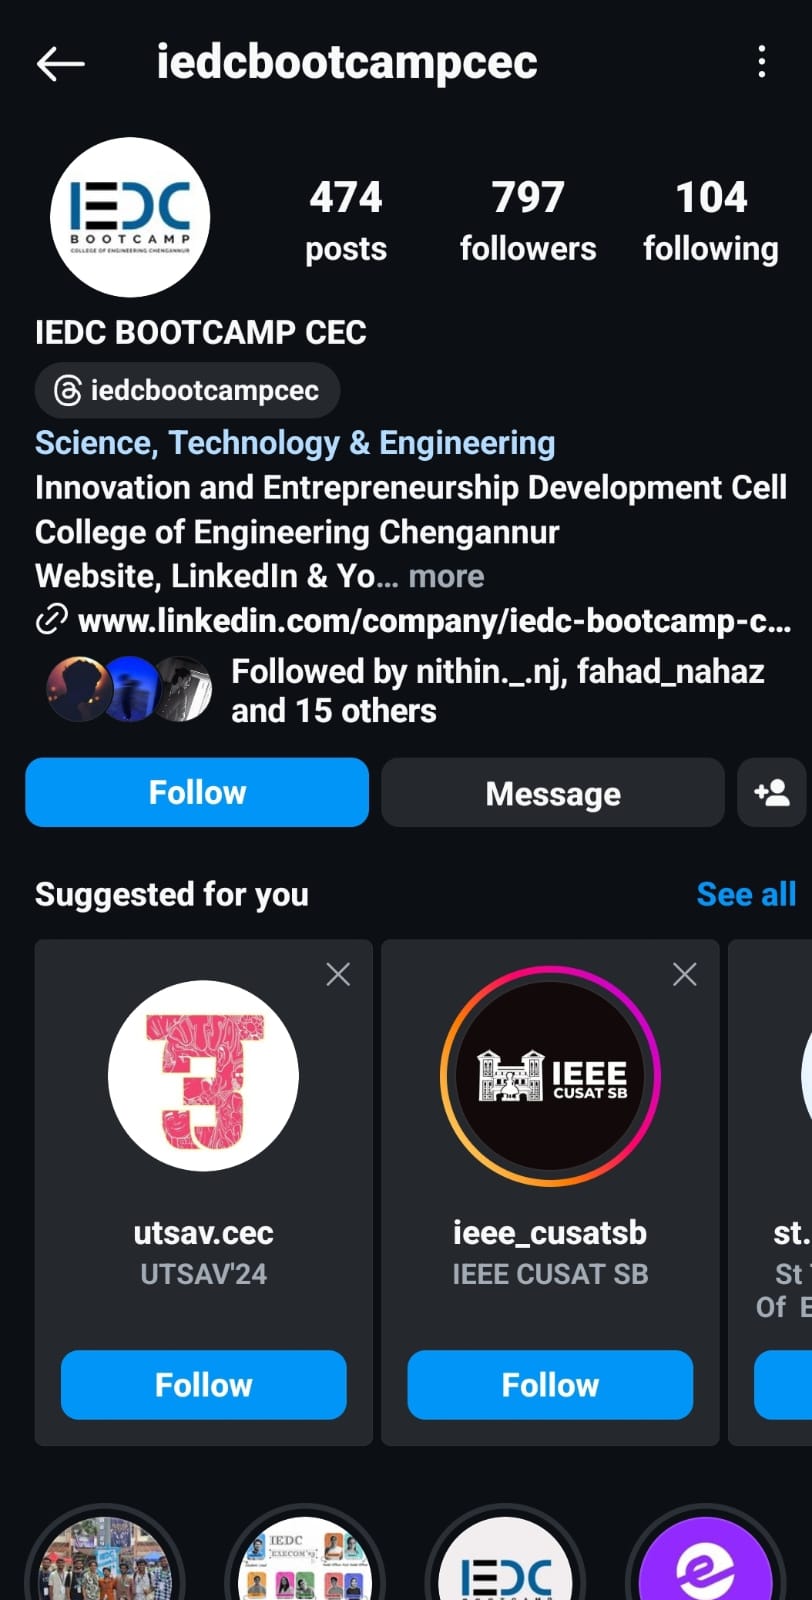 iedcbootcampcec
IEDC
BOOTCAMP
COLLEGE OF ENGINEERING CHENGANNUR
474
posts
797
followers
104
following
IEDC BOOTCAMP CEC
iedcbootcampcec
Science, Technology & Engineering
Innovation and Entrepreneurship Development Cell
College of Engineering Chengannur
Website, LinkedIn & Yo... more
www.linkedin.com/company/iedc-bootcamp-c...
Followed by nithin._.nj, fahad_nahaz
and 15 others
Follow
Message
Suggested for you
See all
IEEE
CUSAT SB
utsav.cec
UTSAV'24
Follow
ieee_cusatsb
IEEE CUSAT SB
Follow
st.
St
Of E
IEDC
EXECOM'23
IEDC